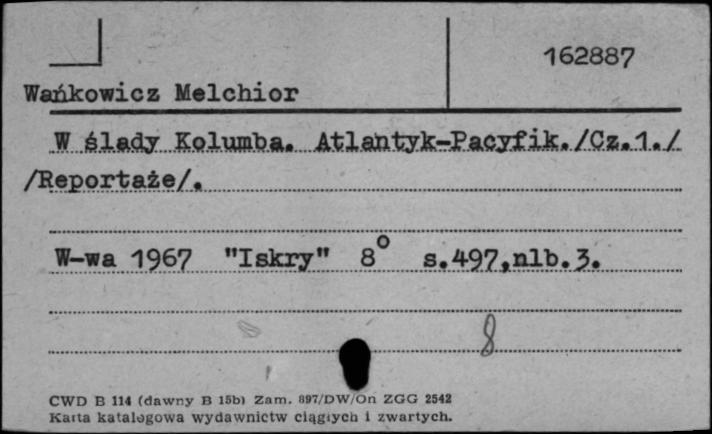 162887
Wańkowicz Melchior
W ślady Kolumba. Atlantyk-Pacyfik./Cz.1./
/Reportaże/.
W-wa 1967 "Iskry" 8° s.497,nlb.3.
8
CWD B 114 (dawny B 15b) Zam. 897/DW/On ZGG 2542
Karta katalogowa wydawnictw ciągłych i zwartych.